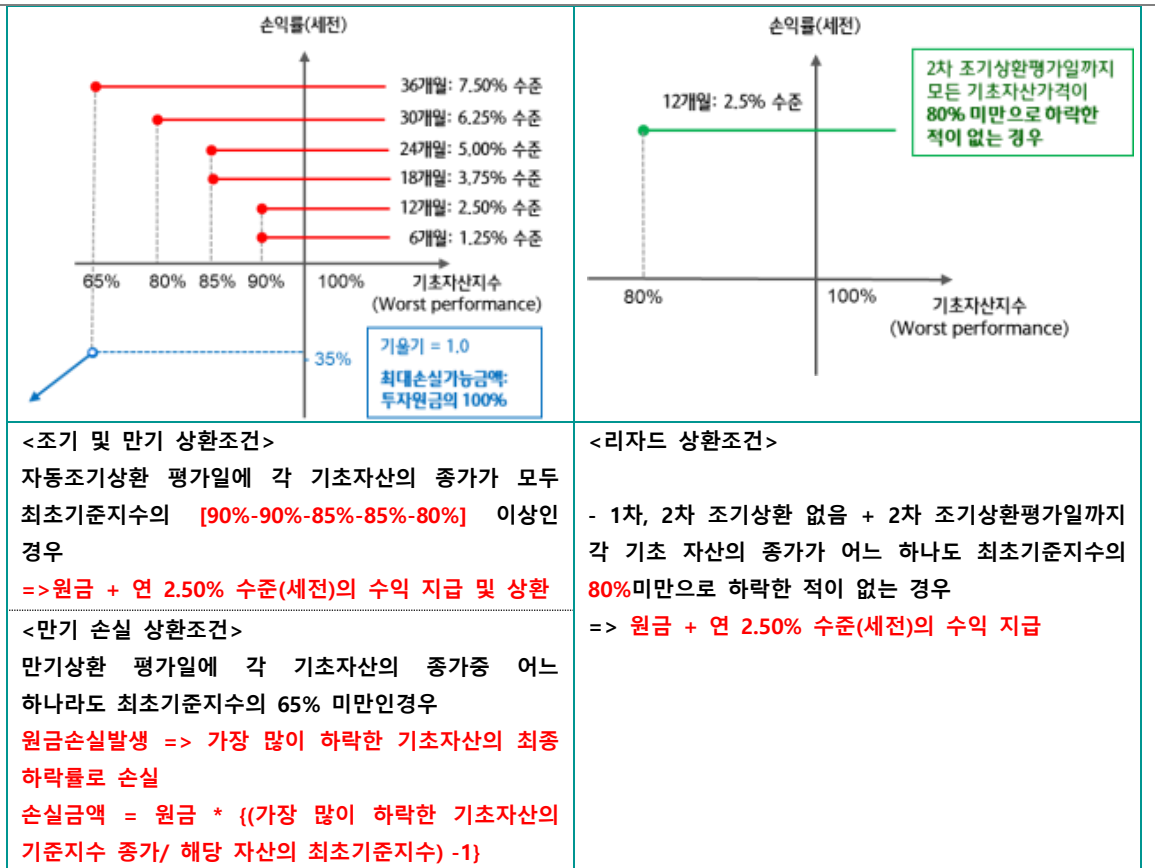 손익률(세전)
36개월: 7.50% 수준
30개월: 6.25% 수준
24개월: 5.00% 수준
18개월: 3.75% 수준
12개월: 2.50% 수준
6개월: 1.25% 수준
65% 80% 85% 90% 100% 기초자산지수
(Worst performance)
- 35%
기울기 = 1.0
최대손실가능금액:
투자원금의 100%
손익률(세전)
2차 조기상환평가일까지
모든 기초자산가격이
80% 미만으로 하락한
적이 없는 경우
12개월: 2.5% 수준
80% 100% 기초자산지수
(Worst performance)
<조기 및 만기 상환조건>
자동조기상환 평가일에 각 기초자산의 종가가 모두
최초기준지수의 [90%-90%-85%-85%-80%] 이상인
경우
=>원금 + 연 2.50% 수준(세전)의 수익 지급 및 상환
<만기 손실 상환조건>
만기상환 평가일에 각 기초자산의 종가중 어느
하나라도 최초기준지수의 65% 미만인경우
원금손실발생 => 가장 많이 하락한 기초자산의 최종
하락률로 손실
손실금액 = 원금 * {(가장 많이 하락한 기초자산의
기준지수 종가/ 해당 자산의 최초기준지수) -1}
<리자드 상환조건>
- 1차, 2차 조기상환 없음 + 2차 조기상환평가일까지
각 기초 자산의 종가가 어느 하나도 최초기준지수의
80%미만으로 하락한 적이 없는 경우
=> 원금 + 연 2.50% 수준(세전)의 수익 지급